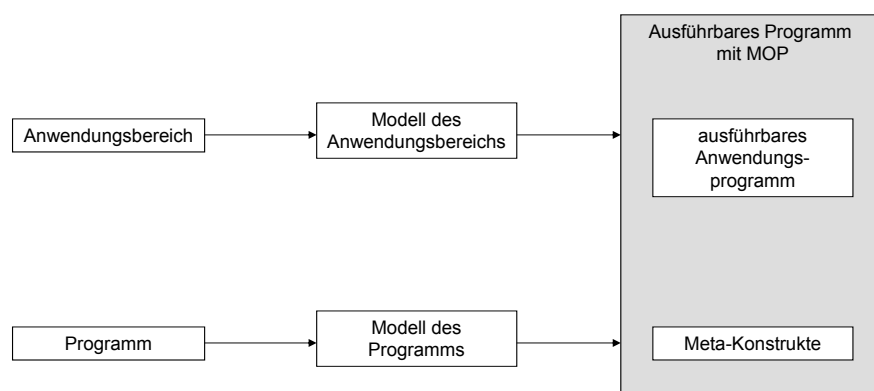 Ausführbares Programm
mit MOP
Anwendungsbereich
Modell des
Anwendungsbereichs
ausführbares
Anwendungs-
programm
Programm
Modell des
Programms
Meta-Konstrukte